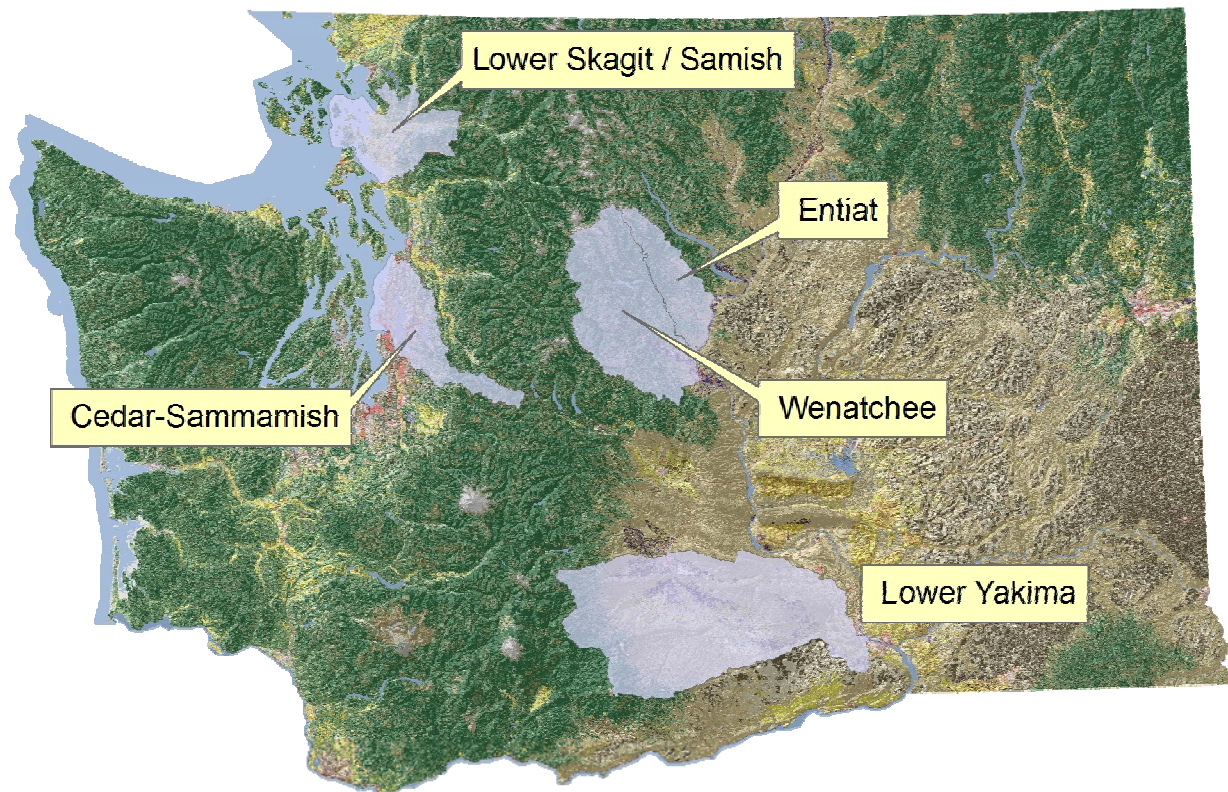 Lower Skagit / Samish
Entiat
Cedar-Sammamish
Wenatchee
Lower Yakima